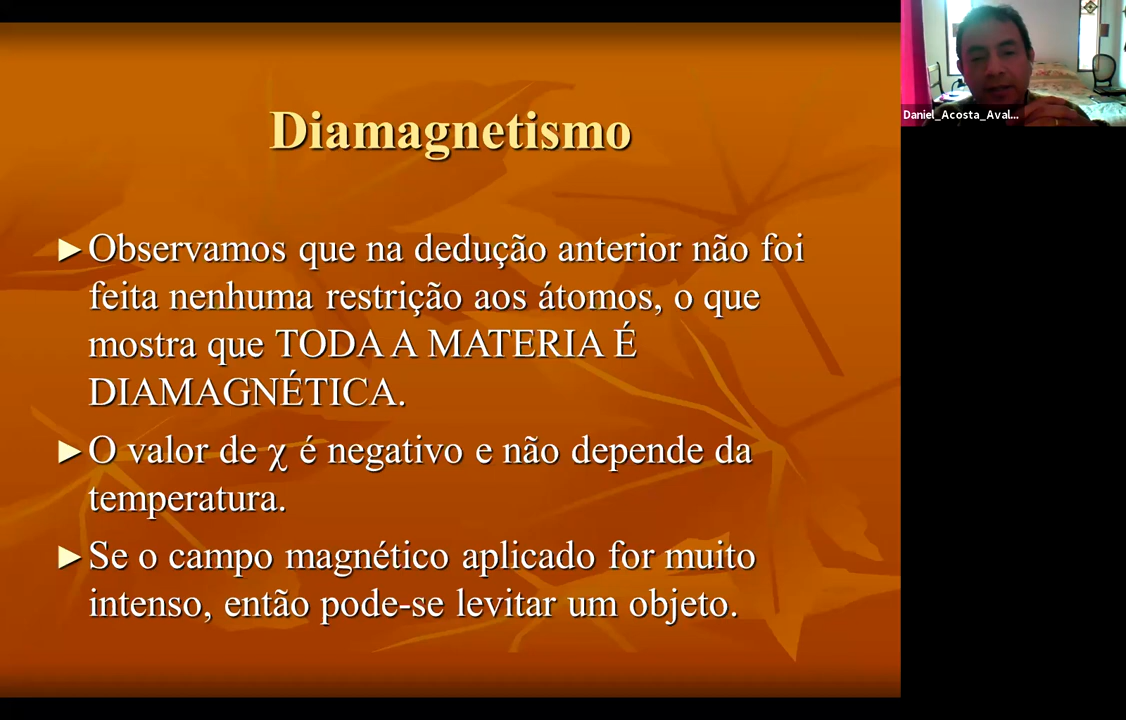 Diamagnetismo
►Observamos que na dedução anterior não foi
feita nenhuma restrição aos átomos, o que
mostra que TODA A MATERIA É
DIAMAGNÉTICA.
►O valor de χ é negativo e não depende da
temperatura.
►Se o campo magnético aplicado for muito
intenso, então pode-se levitar um objeto.
Daniel_Acosta_Aval...